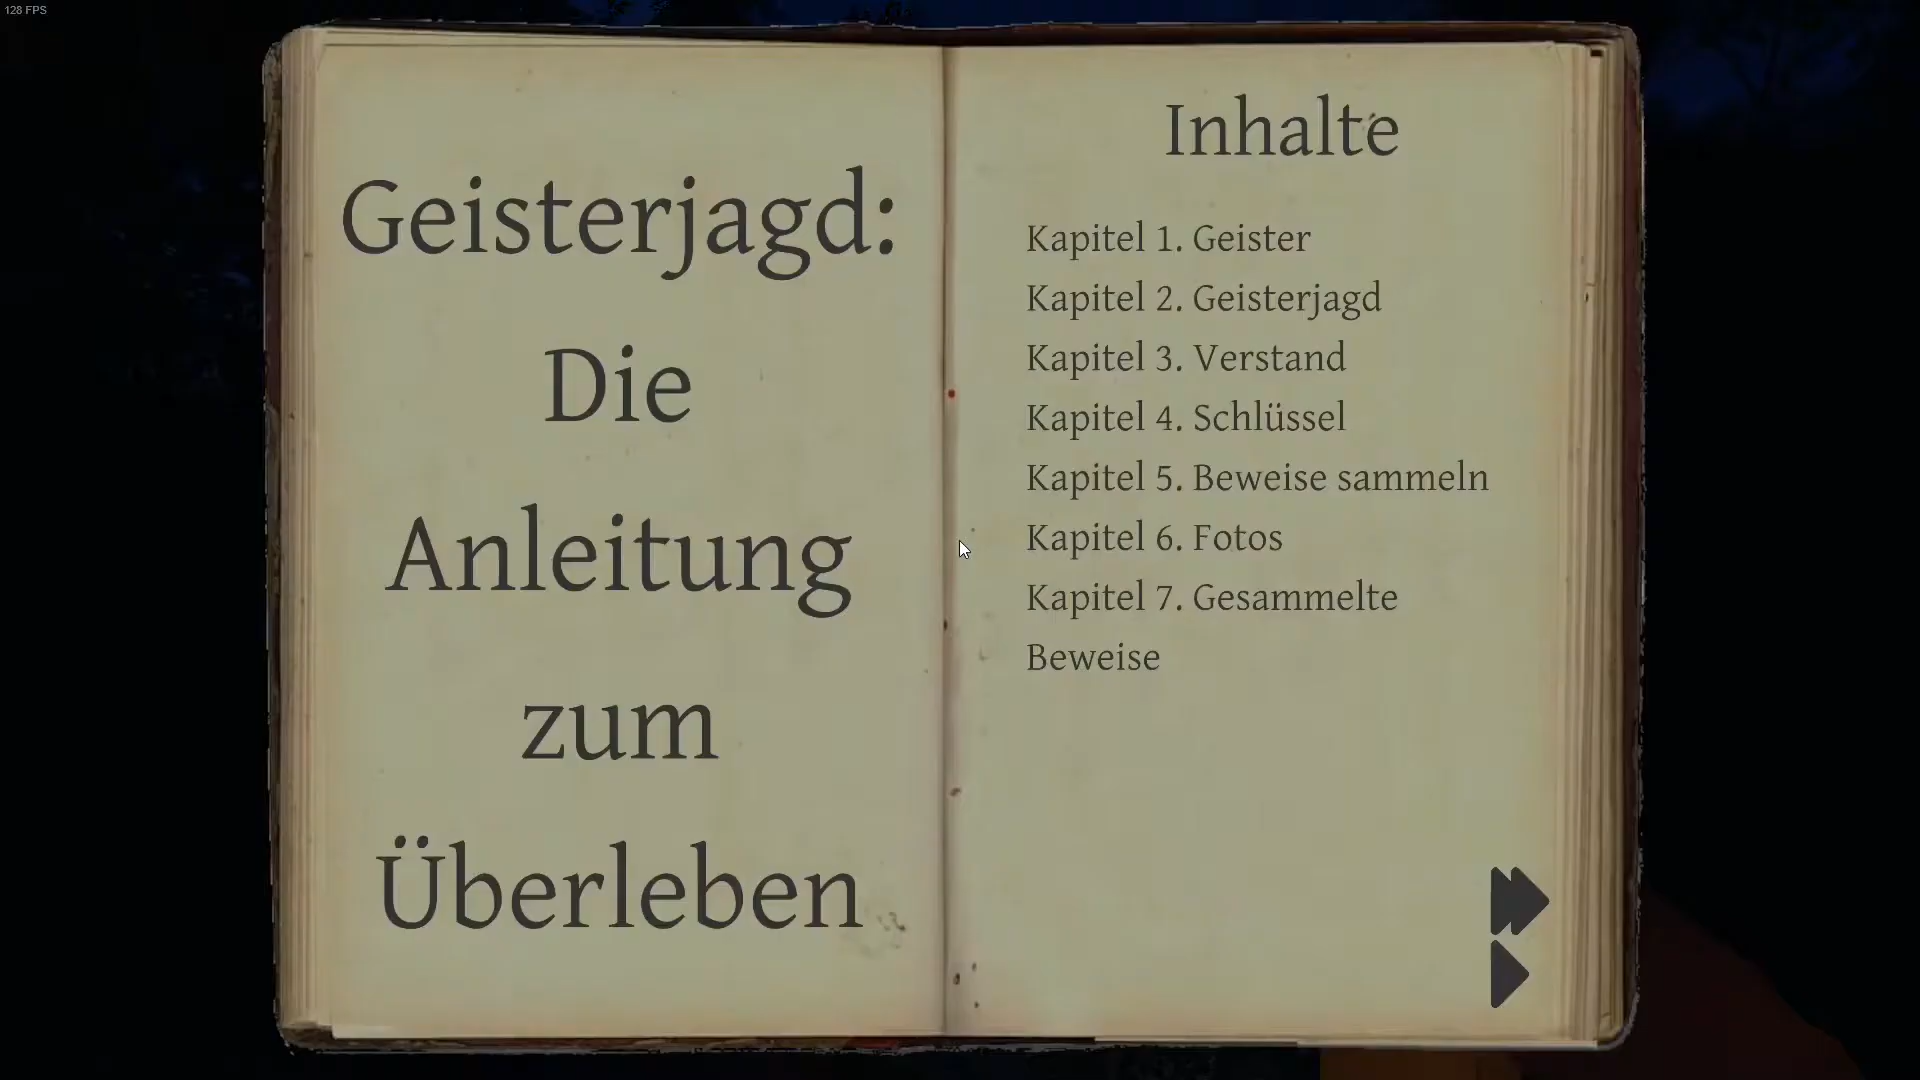 128 FPS
Geisterjagd:
Die
Anleitung
zum
Überleben
Inhalte
Kapitel 1. Geister
Kapitel 2. Geisterjagd
Kapitel 3. Verstand
Kapitel 4. Schlüssel
Kapitel 5. Beweise sammeln
Kapitel 6. Fotos
Kapitel 7. Gesammelte
Beweise